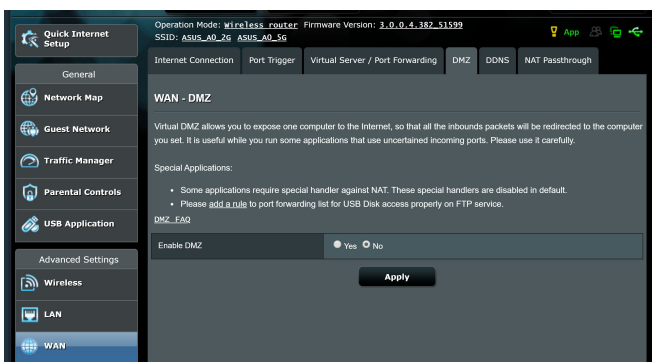 Operation Mode: Wireless router Firmware Version: 3.0.0.4.382_51599
SSID: ASUS_A0_2G ASUS_A0_5G
App
Quick Internet
Setup
General
Network Map
Guest Network
Traffic Manager
Parental Controls
USB Application
Advanced Settings
Wireless
LAN
WAN
Internet Connection Port Trigger Virtual Server / Port Forwarding DMZ DDNS NAT Passthrough
WAN - DMZ
Virtual DMZ allows you to expose one computer to the Internet, so that all the inbounds packets will be redirected to the computer
you set. It is useful while you run some applications that use uncertained incoming ports. Please use it carefully.
Special Applications:
• Some applications require special handler against NAT. These special handlers are disabled in default.
• Please add a rule to port forwarding list for USB Disk access properly on FTP service.
DMZ FAQ
Enable DMZ Yes No
Apply